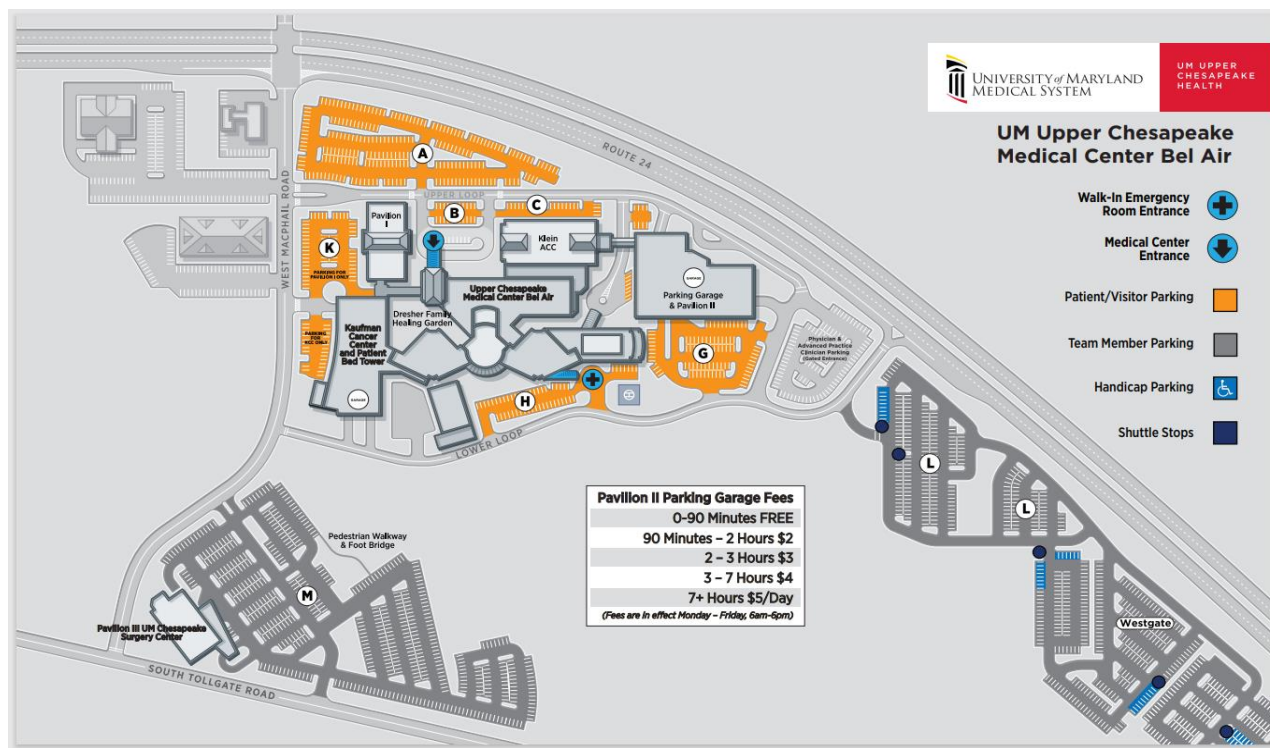 UNIVERSITY of MARYLAND
MEDICAL SYSTEM
UM UPPER
CHESAPEAKE
HEALTH
UM Upper Chesapeake
Medical Center Bel Air
Walk-In Emergency
Room Entrance
Medical Center
Entrance
Patient/Visitor Parking
Team Member Parking
Handicap Parking
Shuttle Stops
ROUTE 24
WEST MACPHAIL ROAD
UPPER LOOP
A
B
C
K
PARKING FOR
PAVILION I ONLY
Pavilion
I
Klein
ACC
GARAGE
Parking Garage
& Pavilion II
Upper Chesapeake
Medical Center Bel Air
Dresher Family
Healing Garden
PARKING
FOR
KCC ONLY
Kaufman
Cancer
Center
and Patient
Bed Tower
GARAGE
G
H
Physician &
Advanced Practice
Clinician Parking
(Gated Entrance)
LOWER LOOP
L
L
Pavilion II Parking Garage Fees
0-90 Minutes FREE
90 Minutes – 2 Hours $2
2 – 3 Hours $3
3 – 7 Hours $4
7+ Hours $5/Day
(Fees are in effect Monday – Friday, 6am-6pm)
Pedestrian Walkway
& Foot Bridge
M
Pavilion III UM Chesapeake
Surgery Center
SOUTH TOLLGATE ROAD
Westgate